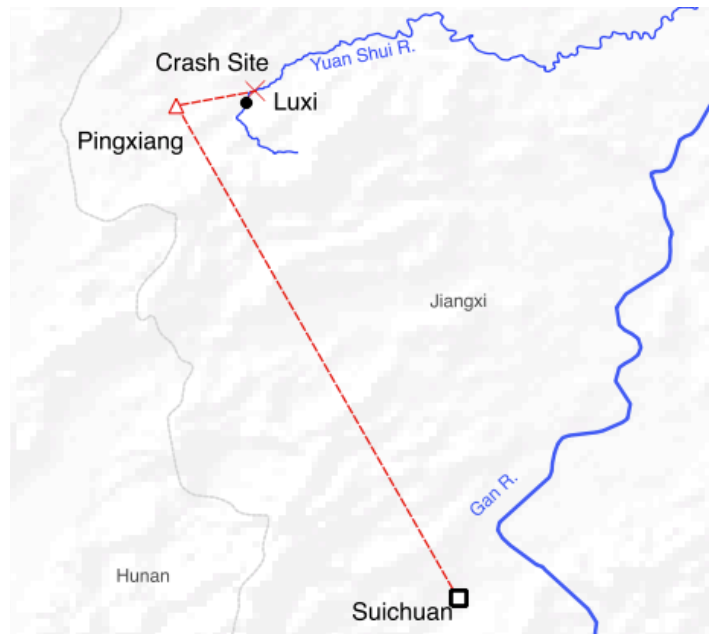 Yuan Shui R.
Crash Site
Luxi
Pingxiang
Jiangxi
Gan R.
Hunan
Suichuan